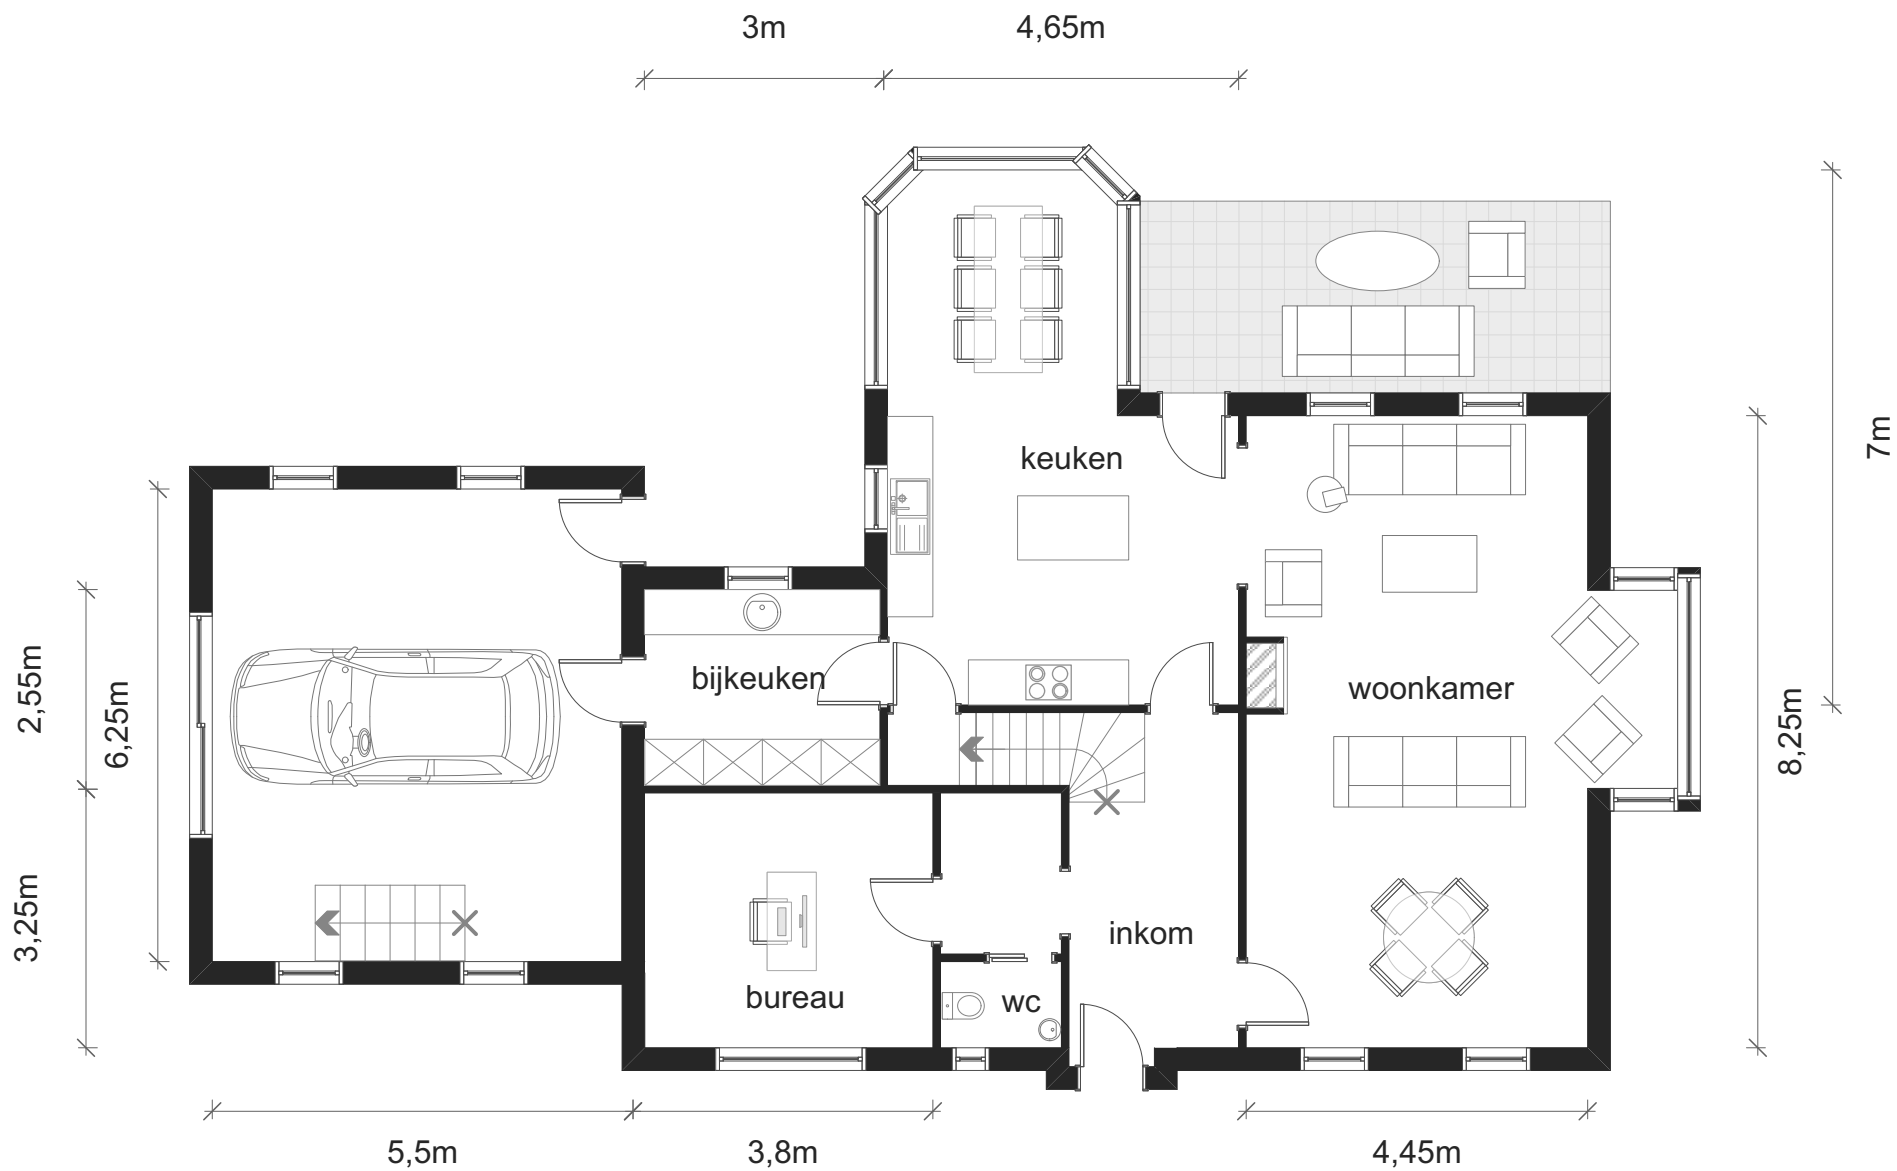 3m
4,65m
7m
keuken
2,55m
6,25m
bijkeuken
woonkamer
8,25m
3,25m
inkom
bureau
wc
5,5m
3,8m
4,45m